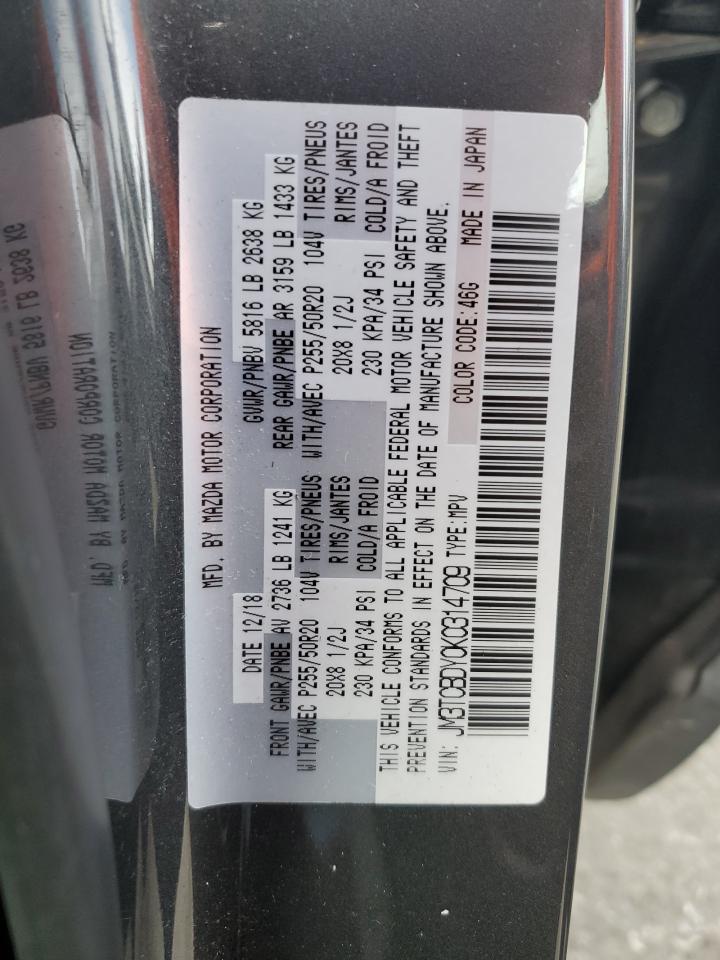 MFD. BY MAZDA MOTOR CORPORATION
DATE 12/18 GVWR/PNBV 5816 LB 2638 KG
FRONT GAWR/PNBE AV 2736 LB 1241 KG REAR GAWR/PNBE AR 3159 LB 1433 KG
WITH/AVEC P255/50R20 104V TIRES/PNEUS WITH/AVEC P255/50R20 104V TIRES/PNEUS
20X8 1/2J RIMS/JANTES 20X8 1/2J RIMS/JANTES
230 KPA/34 PSI COLD/A FROID 230 KPA/34 PSI COLD/A FROID
THIS VEHICLE CONFORMS TO ALL APPLICABLE FEDERAL MOTOR VEHICLE SAFETY AND THEFT
PREVENTION STANDARDS IN EFFECT ON THE DATE OF MANUFACTURE SHOWN ABOVE.
VIN: JM3TCBDY0K0314709 TYPE:MPV COLOR CODE:46G MADE IN JAPAN